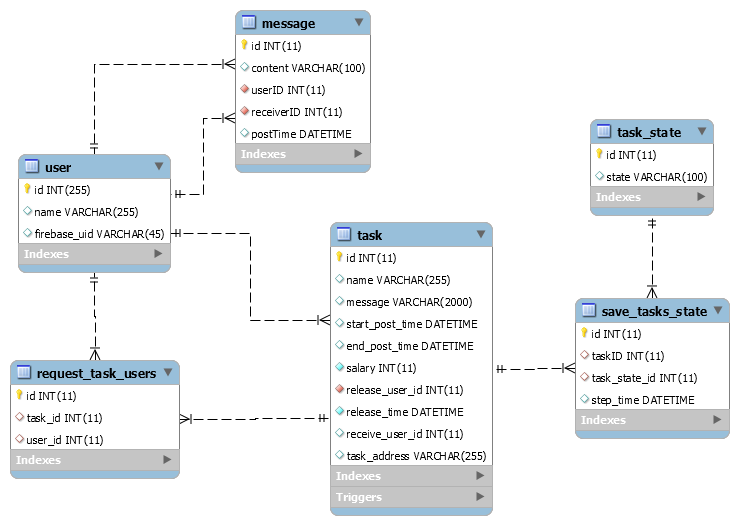 message
id INT(11)
content VARCHAR(100)
userID INT(11)
receiverID INT(11)
postTime DATETIME
Indexes
task_state
id INT(11)
state VARCHAR(100)
Indexes
user
id INT(255)
name VARCHAR(255)
firebase_uid VARCHAR(45)
Indexes
task
id INT(11)
name VARCHAR(255)
message VARCHAR(2000)
start_post_time DATETIME
end_post_time DATETIME
salary INT(11)
release_user_id INT(11)
release_time DATETIME
receive_user_id INT(11)
task_address VARCHAR(255)
Indexes
Triggers
save_tasks_state
id INT(11)
taskID INT(11)
task_state_id INT(11)
step_time DATETIME
Indexes
request_task_users
id INT(11)
task_id INT(11)
user_id INT(11)
Indexes